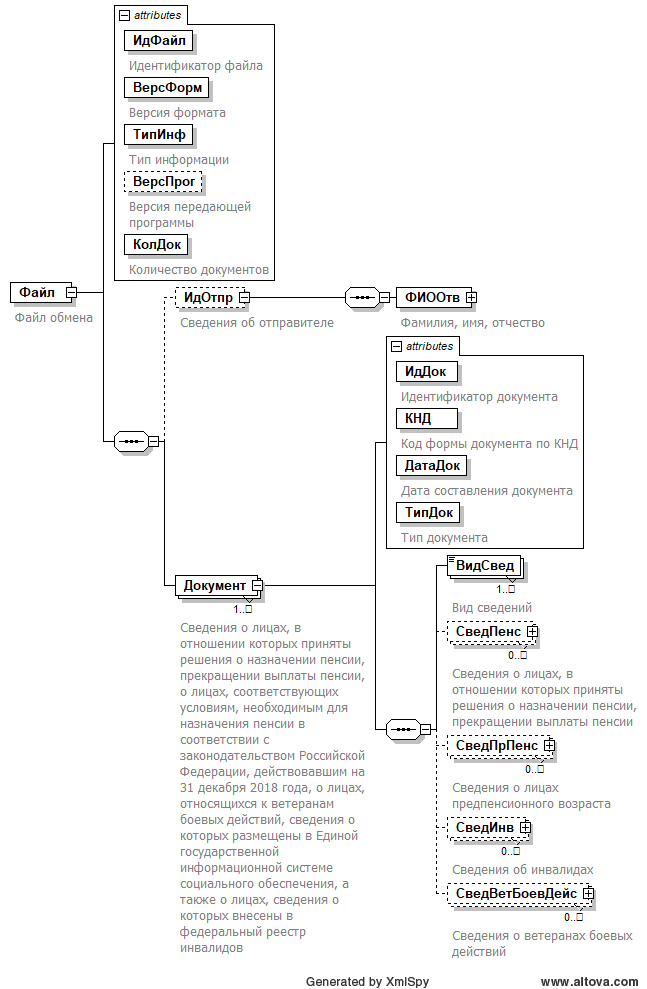 attributes
ИдФайл
Идентификатор файла
ВерсФорм
Версия формата
ТипИнф
Тип информации
ВерсПрог
Версия передающей
программы
КолДок
Количество документов
Файл
Файл обмена
ИдОтпр
Сведения об отправителе
ФИООтв
Фамилия, имя, отчество
attributes
ИдДок
Идентификатор документа
КНД
Код формы документа по КНД
ДатаДок
Дата составления документа
ТипДок
Тип документа
Документ
1..□
Сведения о лицах, в
отношении которых приняты
решения о назначении пенсии,
прекращении выплаты пенсии,
о лицах, соответствующих
условиям, необходимым для
назначения пенсии в
соответствии с
законодательством Российской
Федерации, действовавшим на
31 декабря 2018 года, о лицах,
относящихся к ветеранам
боевых действий, сведения о
которых размещены в Единой
государственной
информационной системе
социального обеспечения, а
также о лицах, сведения о
которых внесены в
федеральный реестр
инвалидов
ВидСвед
1..□
Вид сведений
СведПенс
0..□
Сведения о лицах, в
отношении которых приняты
решения о назначении пенсии,
прекращении выплаты пенсии
СведПрПенс
0..□
Сведения о лицах
предпенсионного возраста
СведИнв
0..□
Сведения об инвалидах
СведВетБоевДейс
0..□
Сведения о ветеранах боевых
действий
Generated by XmlSpy
www.altova.com